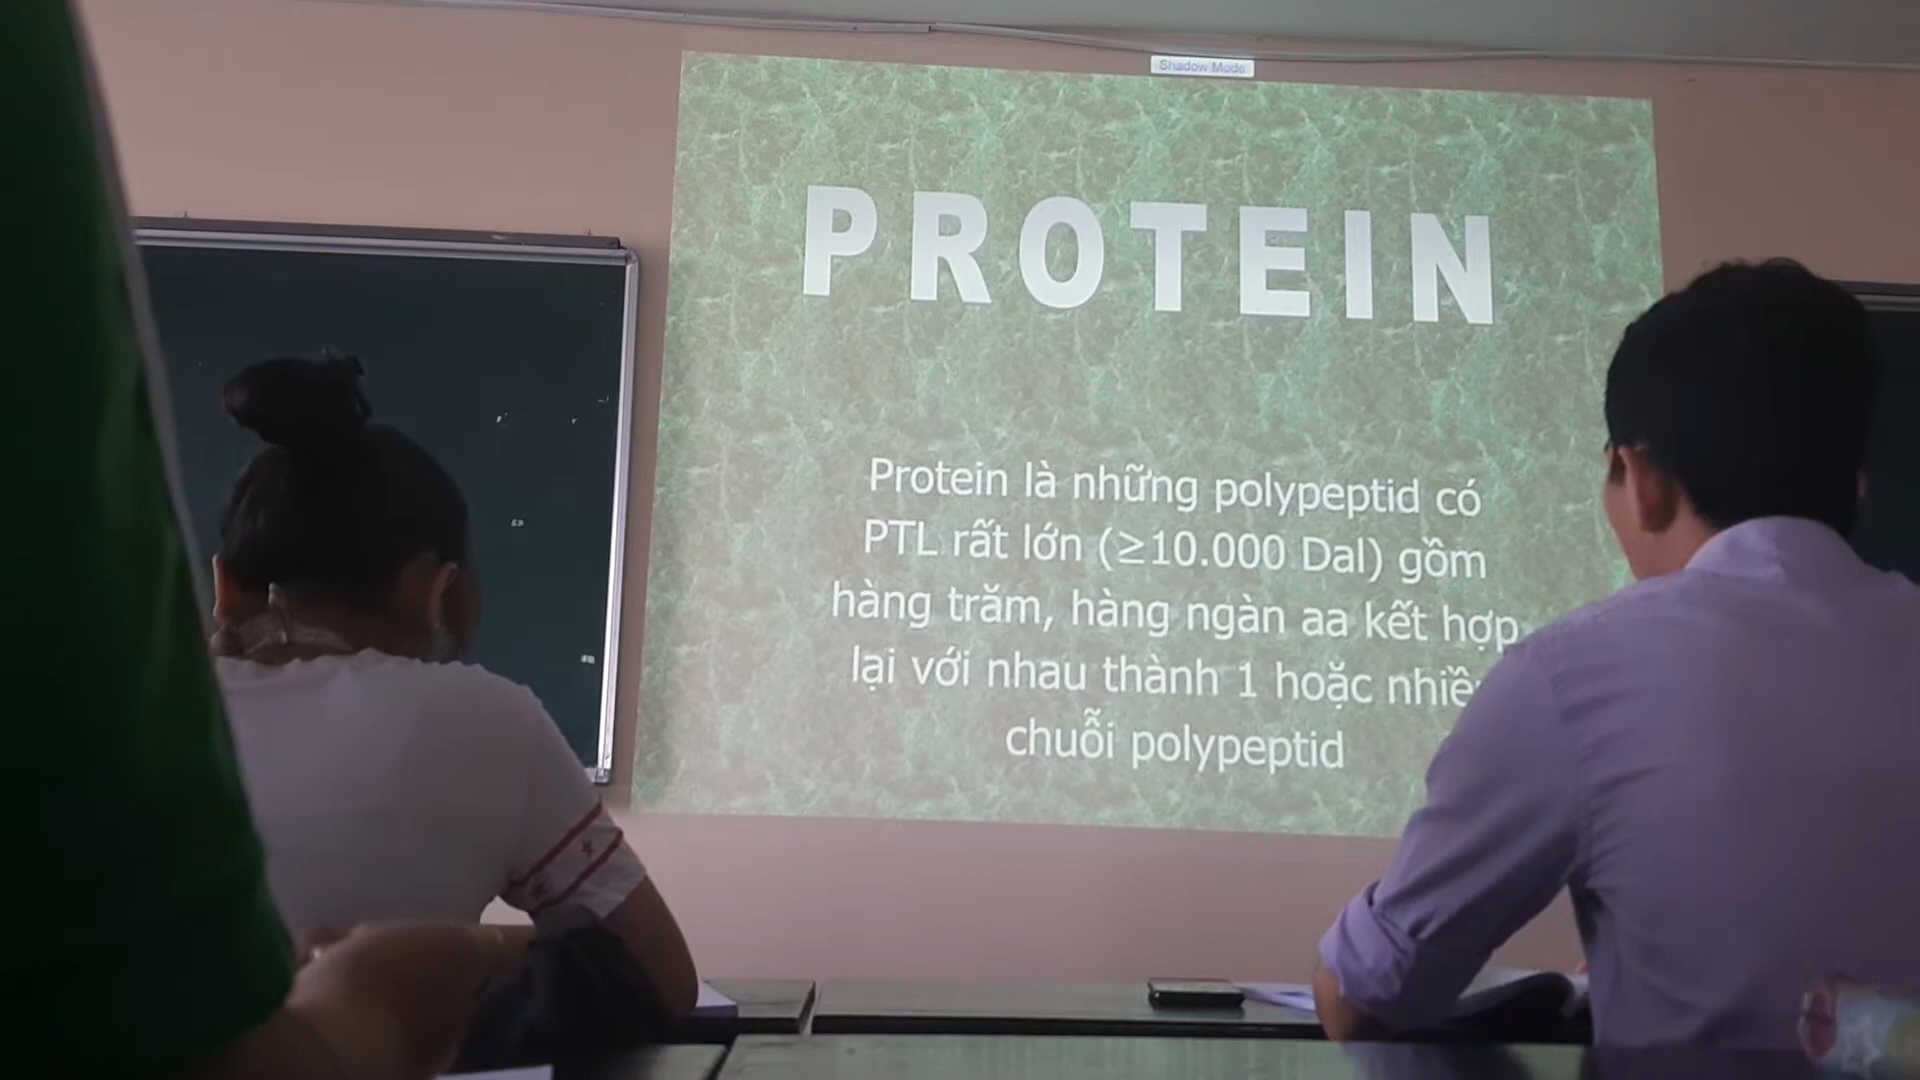 Shadow Mode
PROTEIN
Protein là những polypeptid có
PTL rất lớn (≥10.000 Dal) gồm
hàng trăm, hàng ngàn aa kết hợp
lại với nhau thành 1 hoặc
chuỗi polypeptid